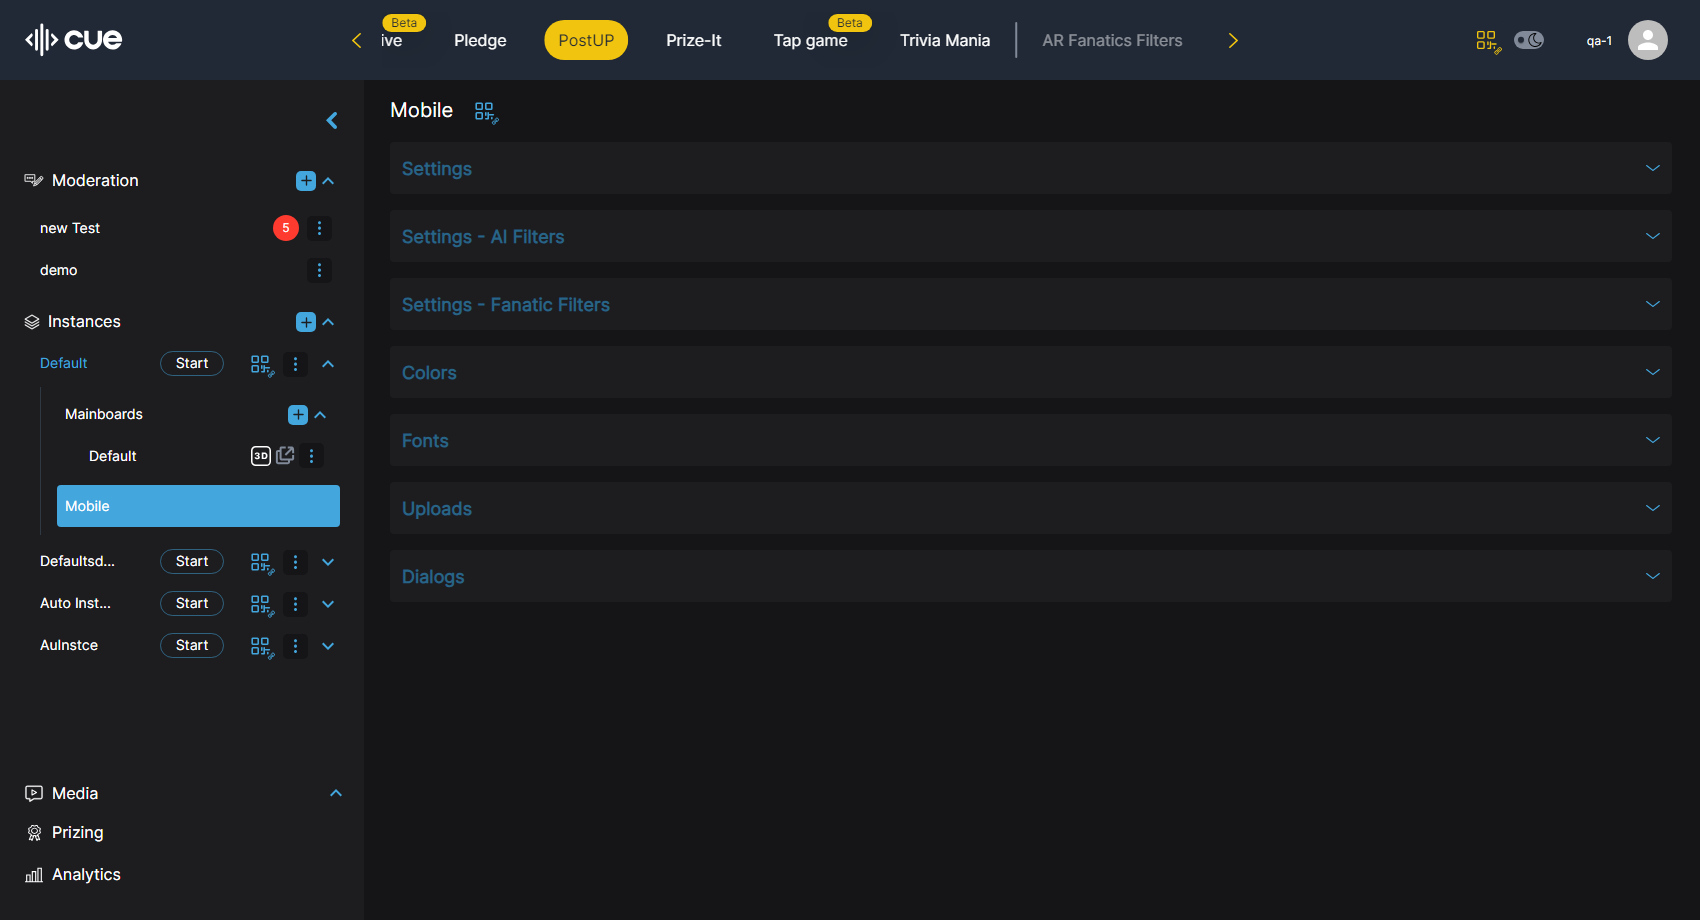 cue
Beta
ive
Pledge
PostUP
Prize-It
Beta
Tap game
Trivia Mania
AR Fanatics Filters
qa-1
Moderation
new Test
5
demo
Instances
Default
Start
Mainboards
Default
3D
Mobile
Defaultsd...
Start
Auto Inst...
Start
AuInstce
Start
Media
Prizing
Analytics
Mobile
Settings
Settings - AI Filters
Settings - Fanatic Filters
Colors
Fonts
Uploads
Dialogs